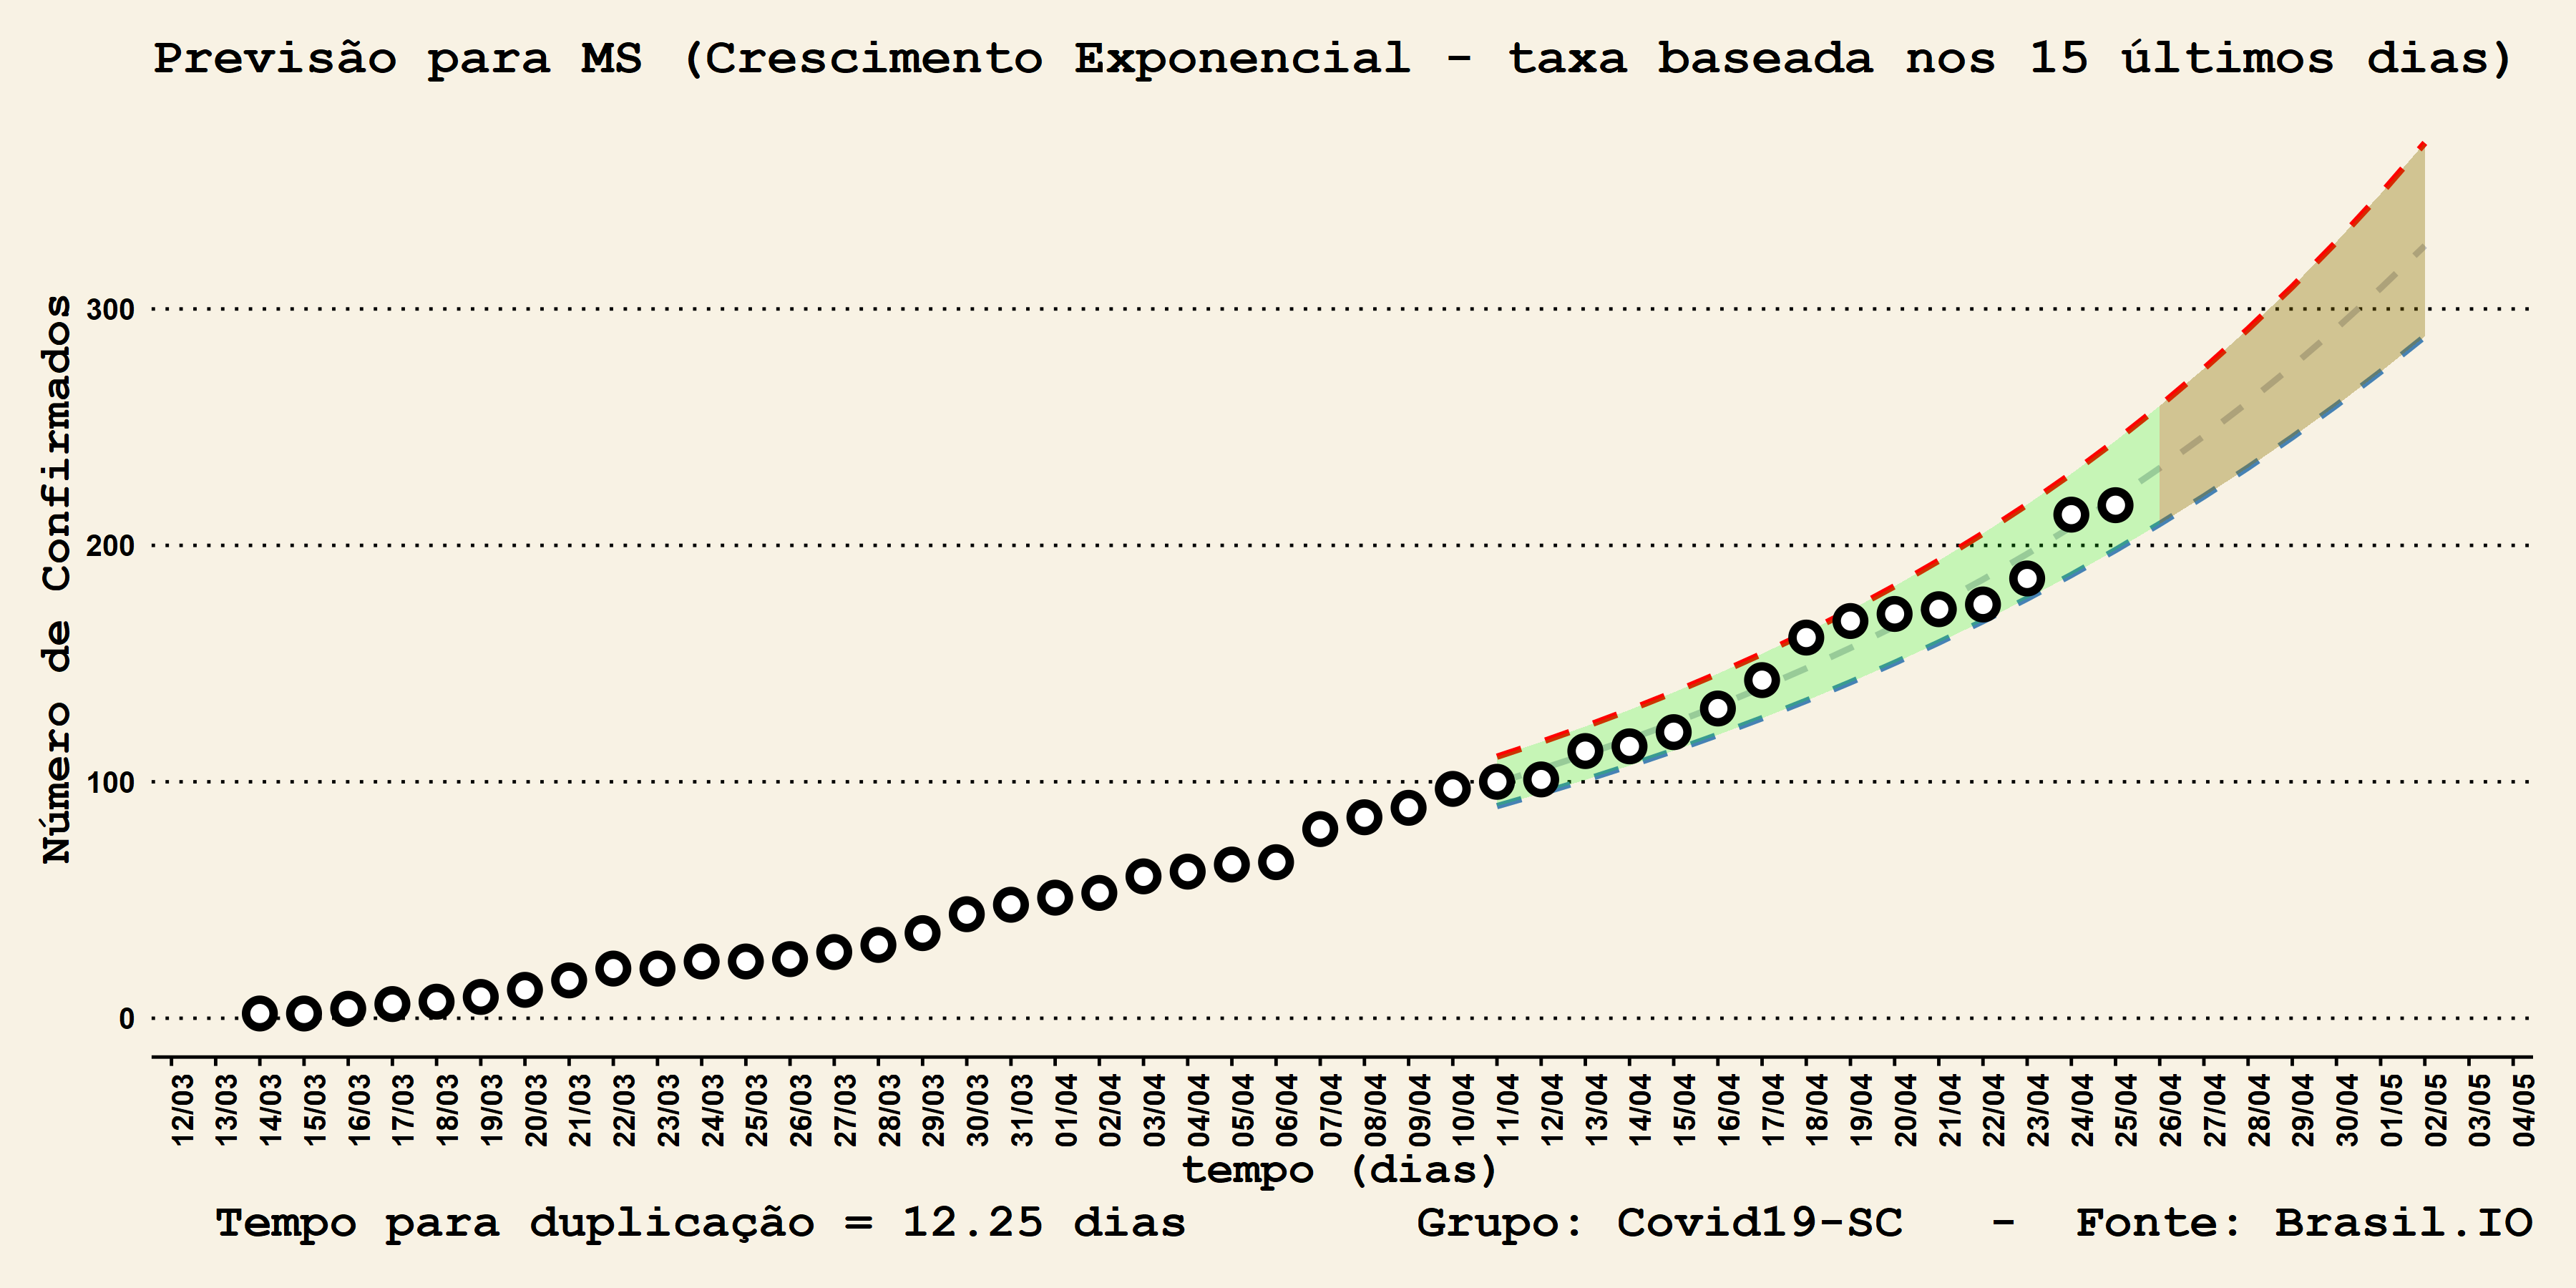 Previsão para MS (Crescimento Exponencial - taxa baseada nos 15 últimos dias)
Número de Confirmados
300
200
100
0
12/03 13/03 14/03 15/03 16/03 17/03 18/03 19/03 20/03 21/03 22/03 23/03 24/03 25/03 26/03 27/03 28/03 29/03 30/03 31/03 01/04 02/04 03/04 04/04 05/04 06/04 07/04 08/04 09/04 10/04 11/04 12/04 13/04 14/04 15/04 16/04 17/04 18/04 19/04 20/04 21/04 22/04 23/04 24/04 25/04 26/04 27/04 28/04 29/04 30/04 01/05 02/05 03/05 04/05
tempo (dias)
Tempo para duplicação = 12.25 dias Grupo: Covid19-SC - Fonte: Brasil.IO